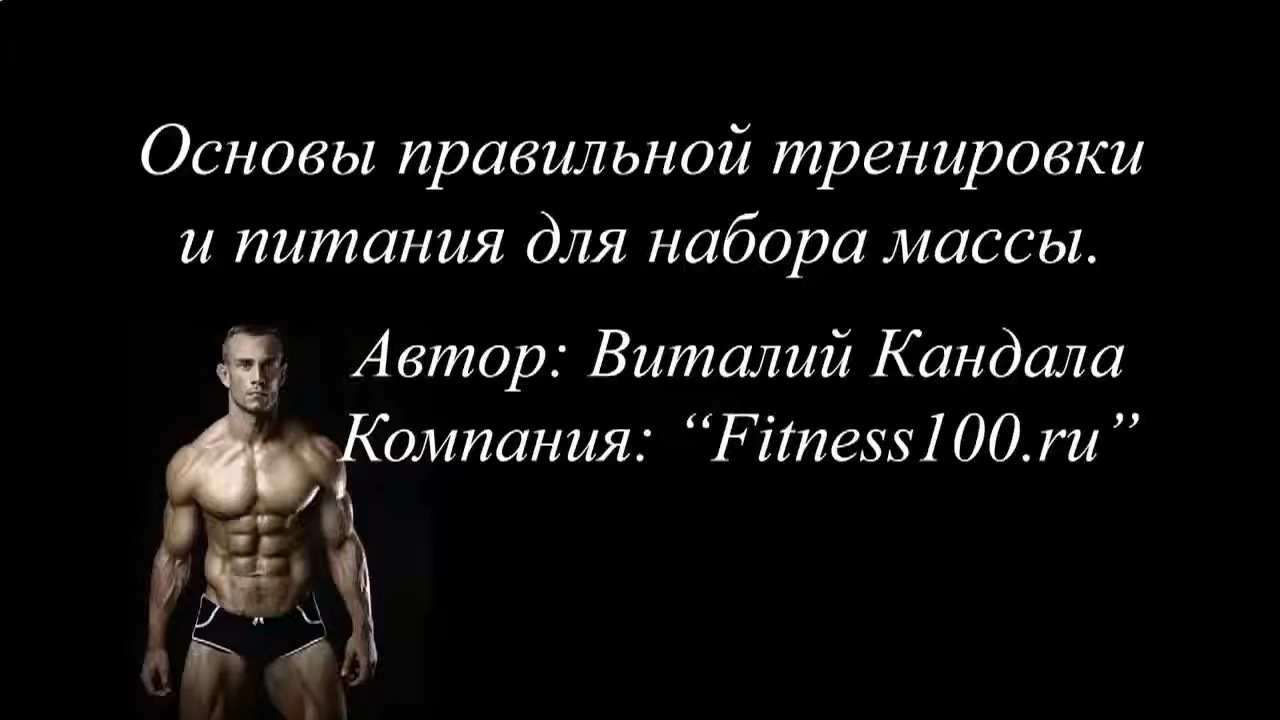 Основы правильной тренировки
и питания для набора массы.
Автор: Виталий Кандала
Компания: “Fitness100.ru”